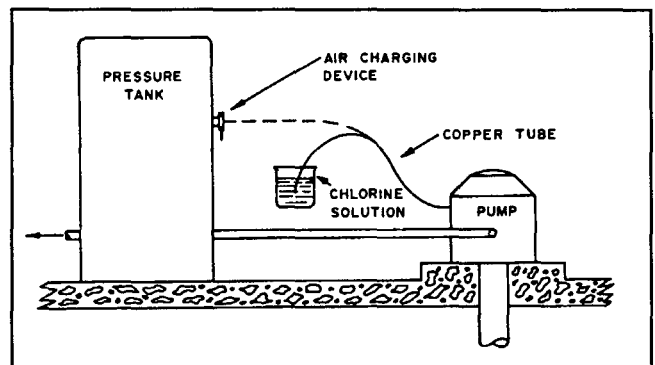 PRESSURE
TANK
AIR CHARGING
DEVICE
COPPER TUBE
CHLORINE
SOLUTION
PUMP